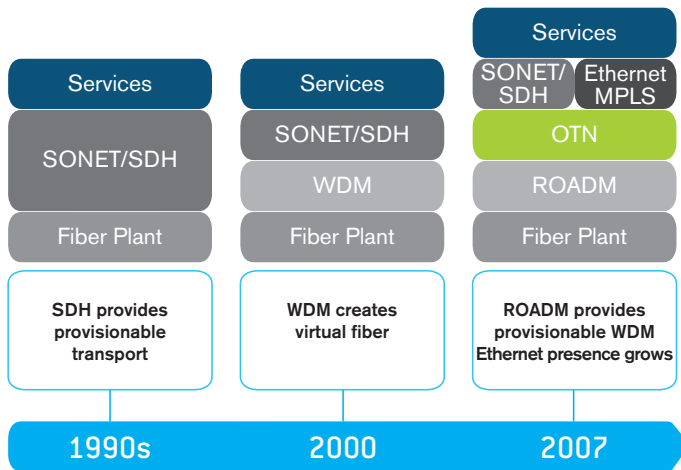 Services
SONET/SDH
Fiber Plant
SDH provides
provisionable
transport
1990s
Services
SONET/SDH
WDM
Fiber Plant
WDM creates
virtual fiber
2000
Services
SONET/
SDH
Ethernet
MPLS
OTN
ROADM
Fiber Plant
ROADM provides
provisionable WDM
Ethernet presence grows
2007